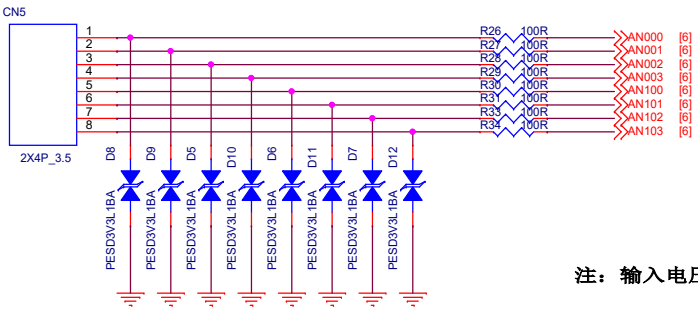 CN5
1
2
3
4
5
6
7
8
2X4P_3.5
R26 100R AN000 [6]
R27 100R AN001 [6]
R28 100R AN002 [6]
R29 100R AN003 [6]
R30 100R AN100 [6]
R31 100R AN101 [6]
R33 100R AN102 [6]
R34 100R AN103 [6]
D8 D9 D5 D10 D6 D11 D7 D12
PESD3V3L1BA PESD3V3L1BA PESD3V3L1BA PESD3V3L1BA PESD3V3L1BA PESD3V3L1BA PESD3V3L1BA PESD3V3L1BA
注：输入电